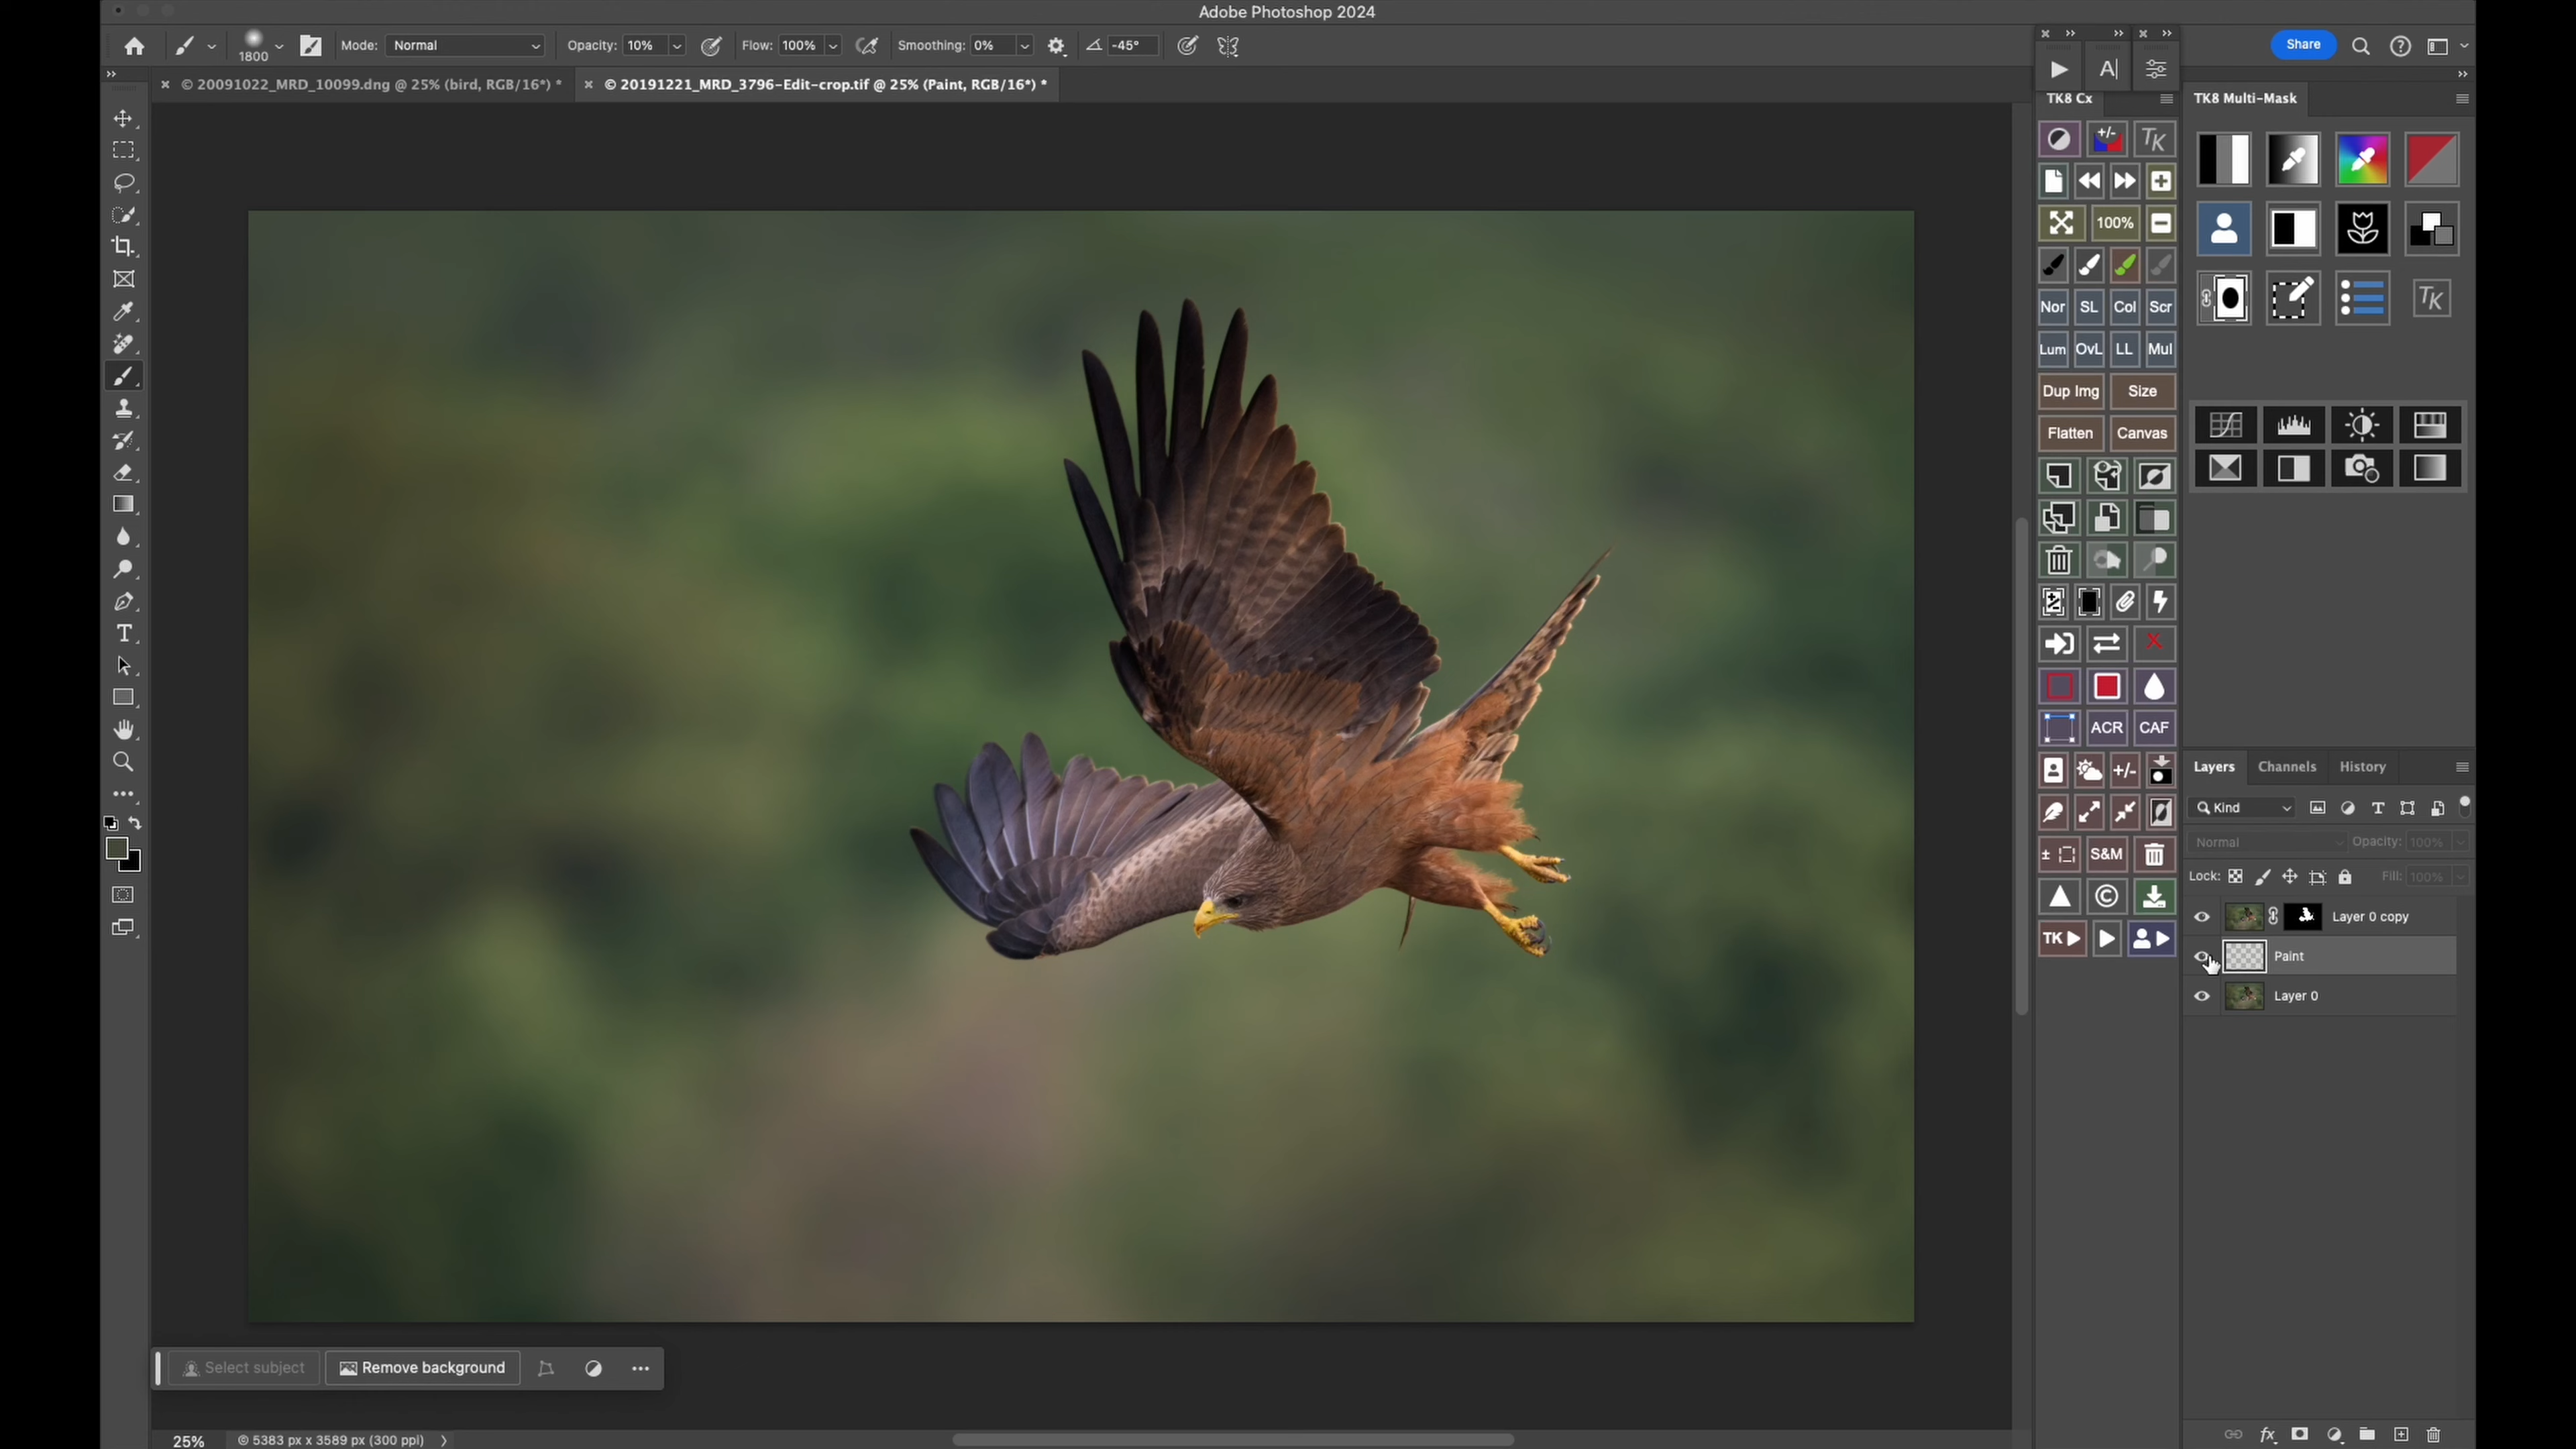 Adobe Photoshop 2024
1800
Mode: Normal
Opacity: 10%
Flow: 100%
Smoothing: 0%
-45°
Share
© 20091022_MRD_10099.dng @ 25% (bird, RGB/16*) *
© 20191221_MRD_3796-Edit-crop.tif @ 25% (Paint, RGB/16*) *
A
TK8 Cx
TK8 Multi-Mask
+/-
TK
100%
Nor SL Col Scr
Lum OvL LL Mul
Dup Img Size
Flatten Canvas
TK
X
ACR CAF
+/-
± S&M
©
TK
Layers Channels History
Kind
Normal Opacity: 100%
Lock: Fill: 100%
Layer 0 copy
Paint
Layer 0
fx
Select subject
Remove background
25%
© 5383 px x 3589 px (300 ppi)